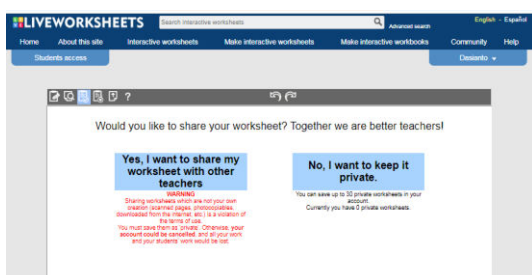 LIVEWORKSHEETS
Search interactive worksheets
Advanced search
English - Español
Home About this site Interactive worksheets Make interactive worksheets Make interactive workbooks Community Help
Students access
Dasianto
?
Would you like to share your worksheet? Together we are better teachers!
Yes, I want to share my
worksheet with other
teachers
WARNING
Sharing worksheets which are not your own
creation (scanned pages, photocopiables,
downloaded from the internet, etc.) is a violation of
the terms of use.
You must save them as private. Otherwise, your
account could be cancelled, and all your work
and your students' work would be lost.
No, I want to keep it
private.
You can save up to 30 private worksheets in your
account.
Currently you have 0 private worksheets